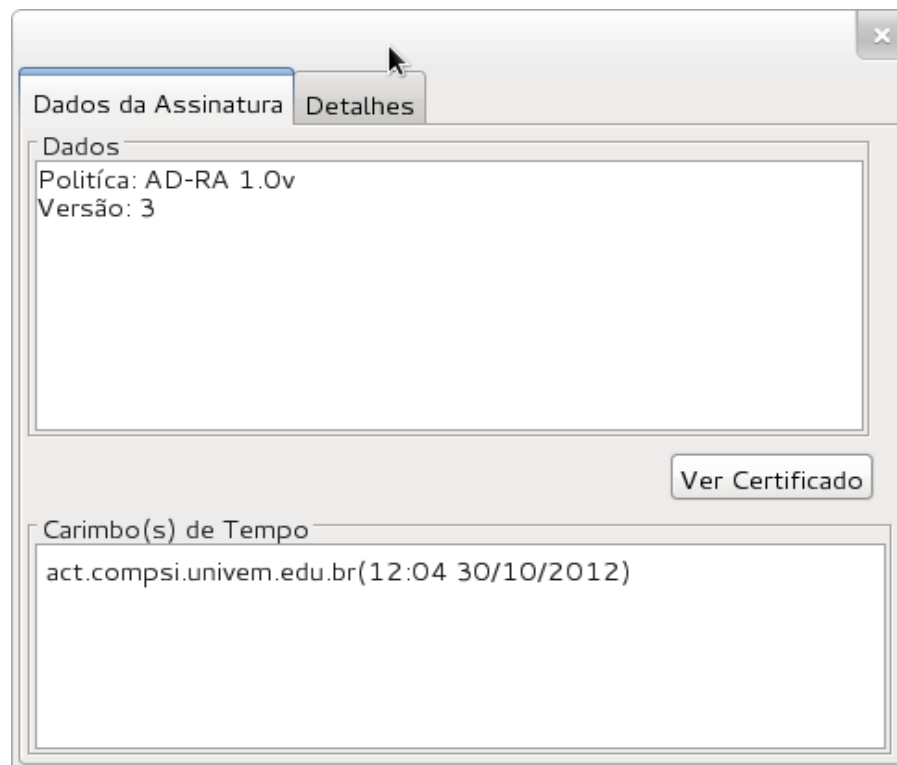 Dados da Assinatura
Detalhes
Dados
Politíca: AD-RA 1.0v
Versão: 3
Ver Certificado
Carimbo(s) de Tempo
act.compsi.univem.edu.br(12:04 30/10/2012)